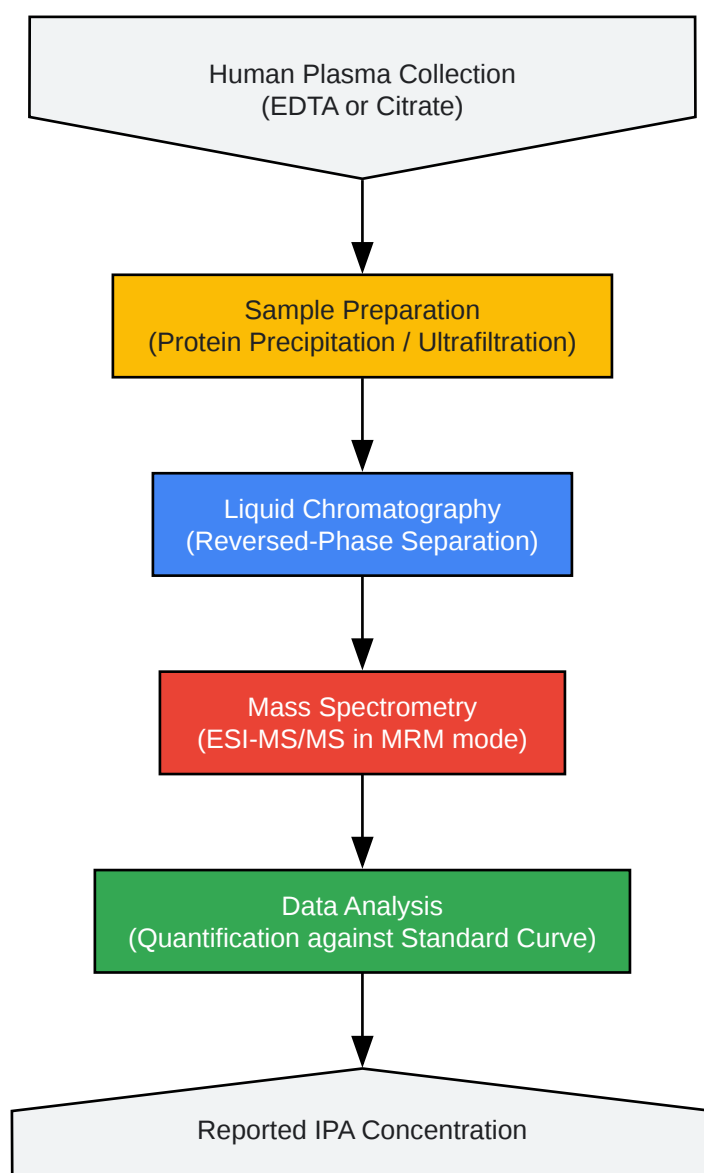 Human Plasma Collection
(EDTA or Citrate)
Sample Preparation
(Protein Precipitation / Ultrafiltration)
Liquid Chromatography
(Reversed-Phase Separation)
Mass Spectrometry
(ESI-MS/MS in MRM mode)
Data Analysis
(Quantification against Standard Curve)
Reported IPA Concentration